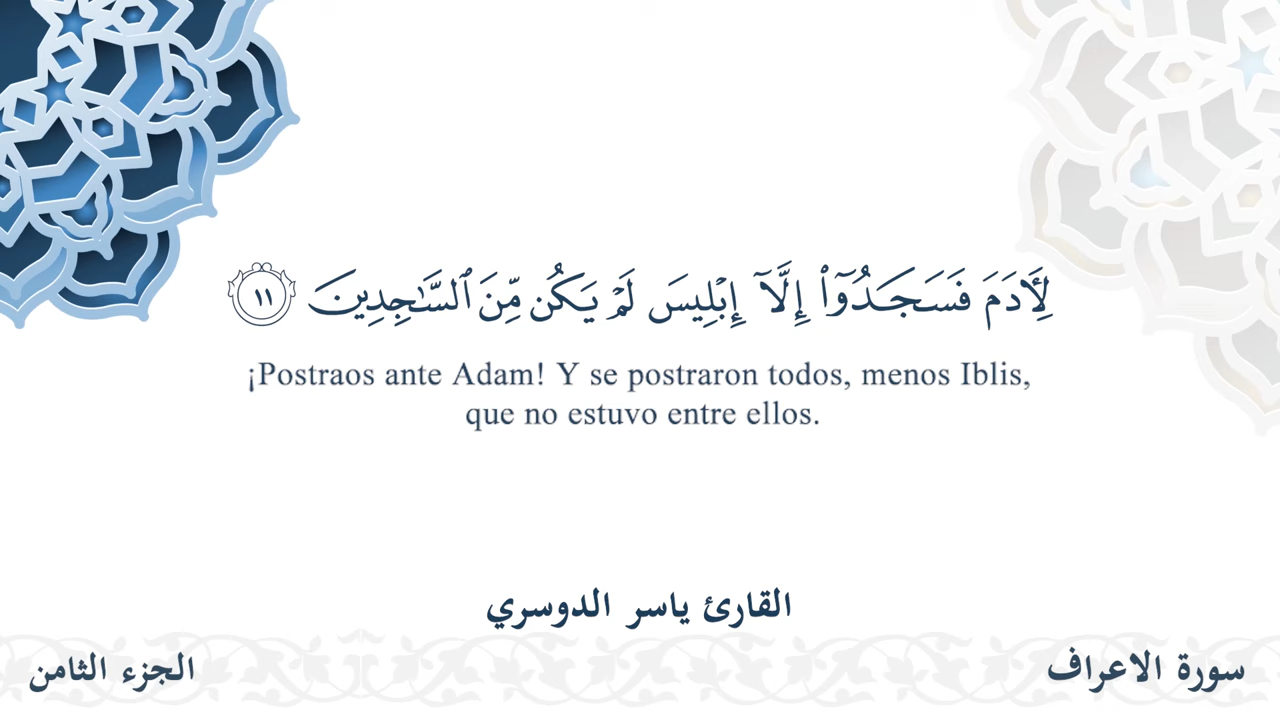 لِأٓدَمَ فَسَجَدُوٓاْ إِلَّآ إِبۡلِيسَ لَمۡ يَكُن مِّنَ ٱلسَّٰجِدِينَ ١١
¡Postraos ante Adam! Y se postraron todos, menos Iblis,
que no estuvo entre ellos.
القارئ ياسر الدوسري
سورة الاعراف
الجزء الثامن